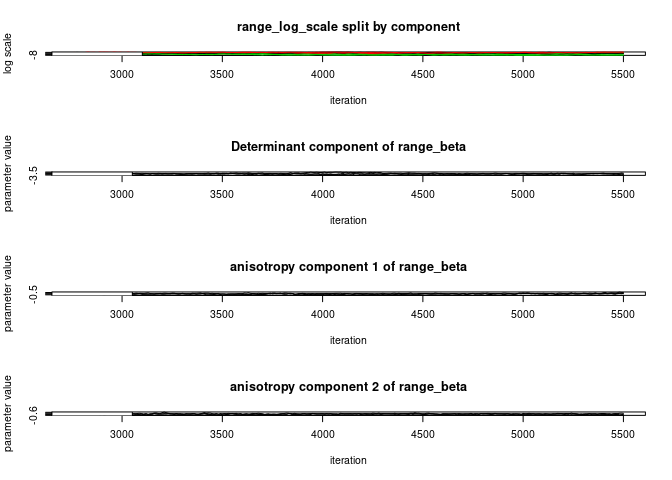 range_log_scale split by component
log scale
-8
3000 3500 4000 4500 5000 5500
iteration
Determinant component of range_beta
parameter value
-3.5
3000 3500 4000 4500 5000 5500
iteration
anisotropy component 1 of range_beta
parameter value
-0.5
3000 3500 4000 4500 5000 5500
iteration
anisotropy component 2 of range_beta
parameter value
-0.6
3000 3500 4000 4500 5000 5500
iteration